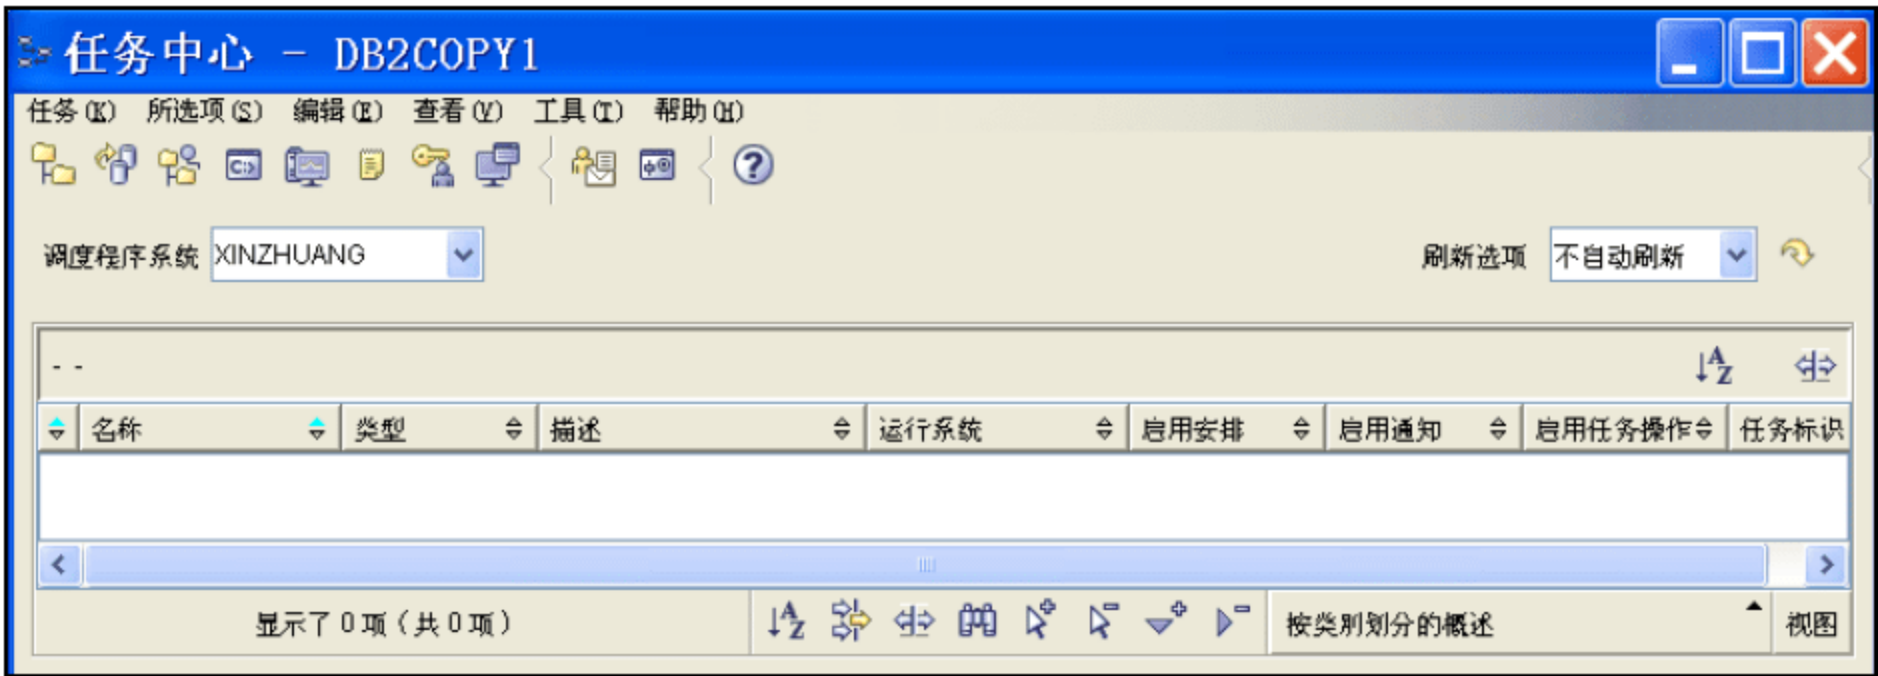 任务中心 - DB2COPY1
任务(K) 所选项(S) 编辑(E) 查看(V) 工具(T) 帮助(H)
调度程序系统 XINZHUANG 刷新选项 不自动刷新
- -
名称 类型 描述 运行系统 启用安排 启用通知 启用任务操作 任务标识
显示了 0 项 (共 0 项) 按类别划分的概述 视图